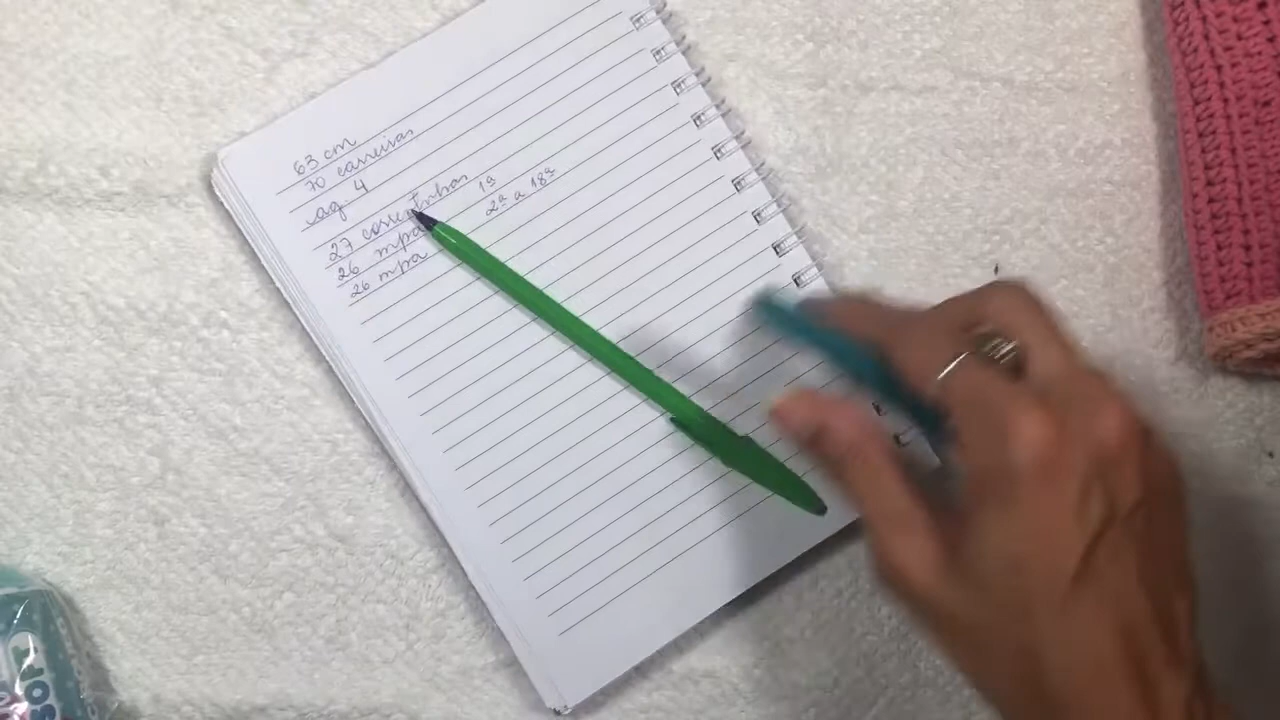 63 cm
70 carreiras
ag. 4
27 correntinhas
26 mpa 1ª
26 mpa 2ª a 18ª